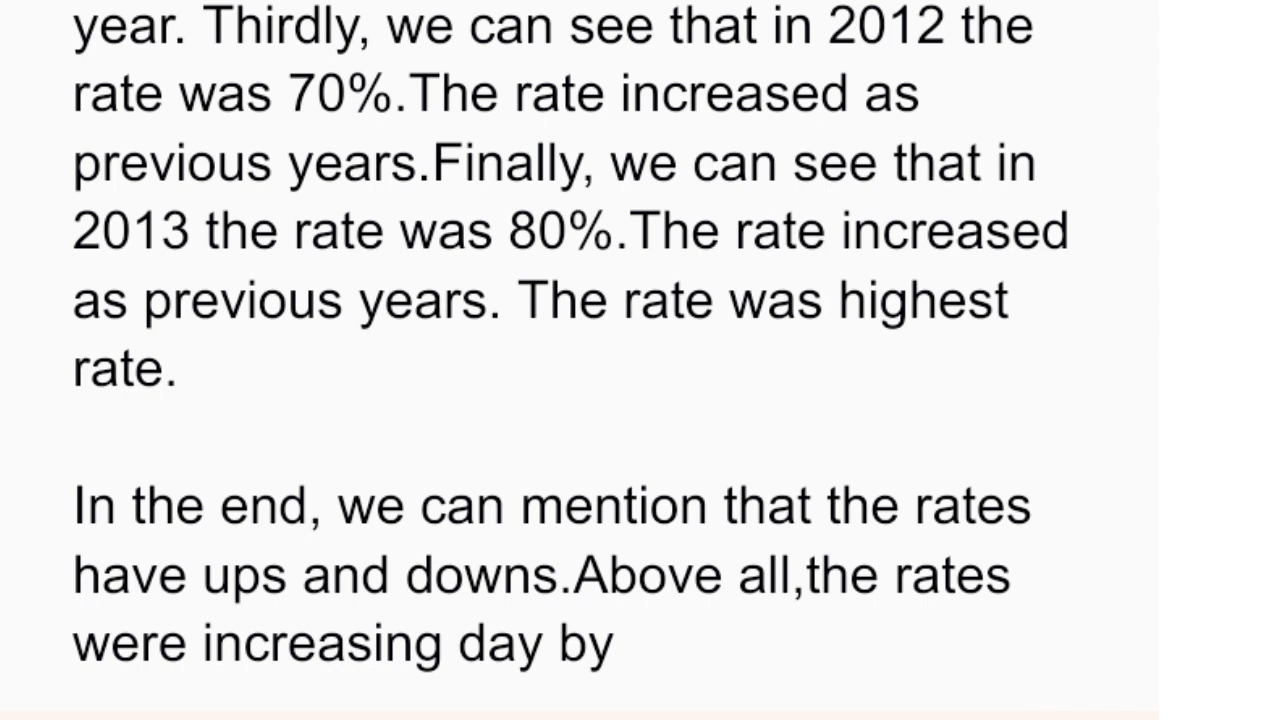 year. Thirdly, we can see that in 2012 the
rate was 70%.The rate increased as
previous years.Finally, we can see that in
2013 the rate was 80%.The rate increased
as previous years. The rate was highest
rate.
In the end, we can mention that the rates
have ups and downs.Above all,the rates
were increasing day by